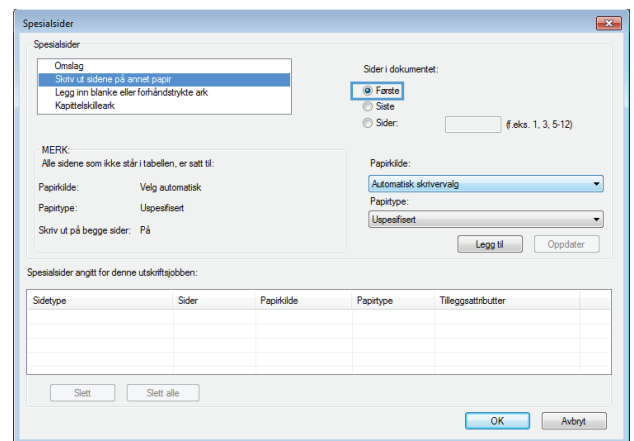 Spesialsider
Spesialsider
Omslag
Skriv ut sidene på annet papir
Legg inn blanke eller forhåndstrykte ark
Kapittelskilleark
Sider i dokumentet:
Første
Siste
Sider: (f.eks. 1, 3, 5-12)
MERK:
Alle sidene som ikke står i tabellen, er satt til:
Papirkilde: Velg automatisk
Papirtype: Uspesifisert
Skriv ut på begge sider: På
Papirkilde:
Automatisk skrivervalg
Papirtype:
Uspesifisert
Legg til Oppdater
Spesialsider angitt for denne utskriftsjobben:
Sidetype Sider Papirkilde Papirtype Tilleggsattributter
Slett Slett alle
OK Avbryt